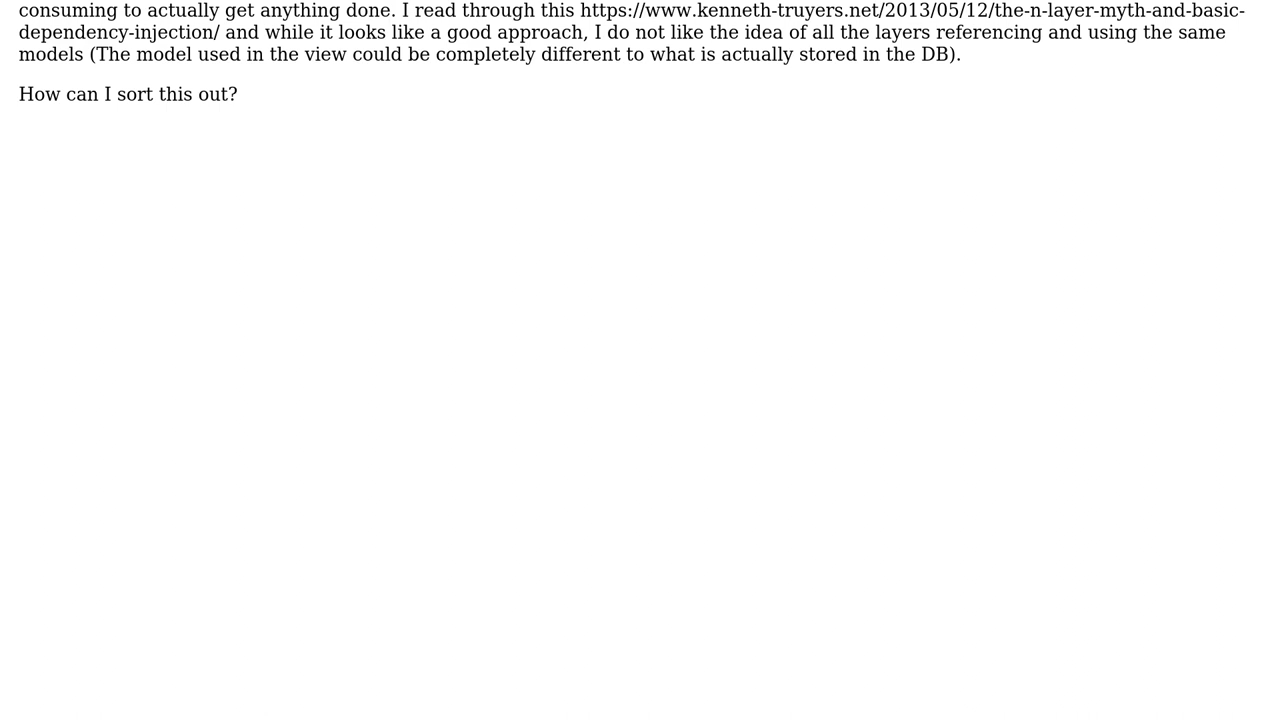 consuming to actually get anything done. I read through this https://www.kenneth-truyers.net/2013/05/12/the-n-layer-myth-and-basic-
dependency-injection/ and while it looks like a good approach, I do not like the idea of all the layers referencing and using the same
models (The model used in the view could be completely different to what is actually stored in the DB).
How can I sort this out?